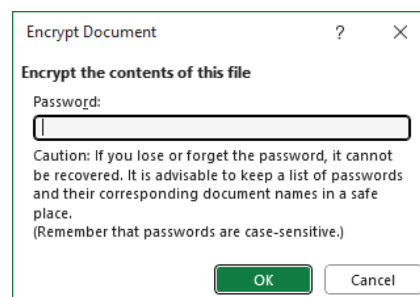 Encrypt Document ?
Encrypt the contents of this file
Password:
Caution: If you lose or forget the password, it cannot
be recovered. It is advisable to keep a list of passwords
and their corresponding document names in a safe
place.
(Remember that passwords are case-sensitive.)
OK Cancel